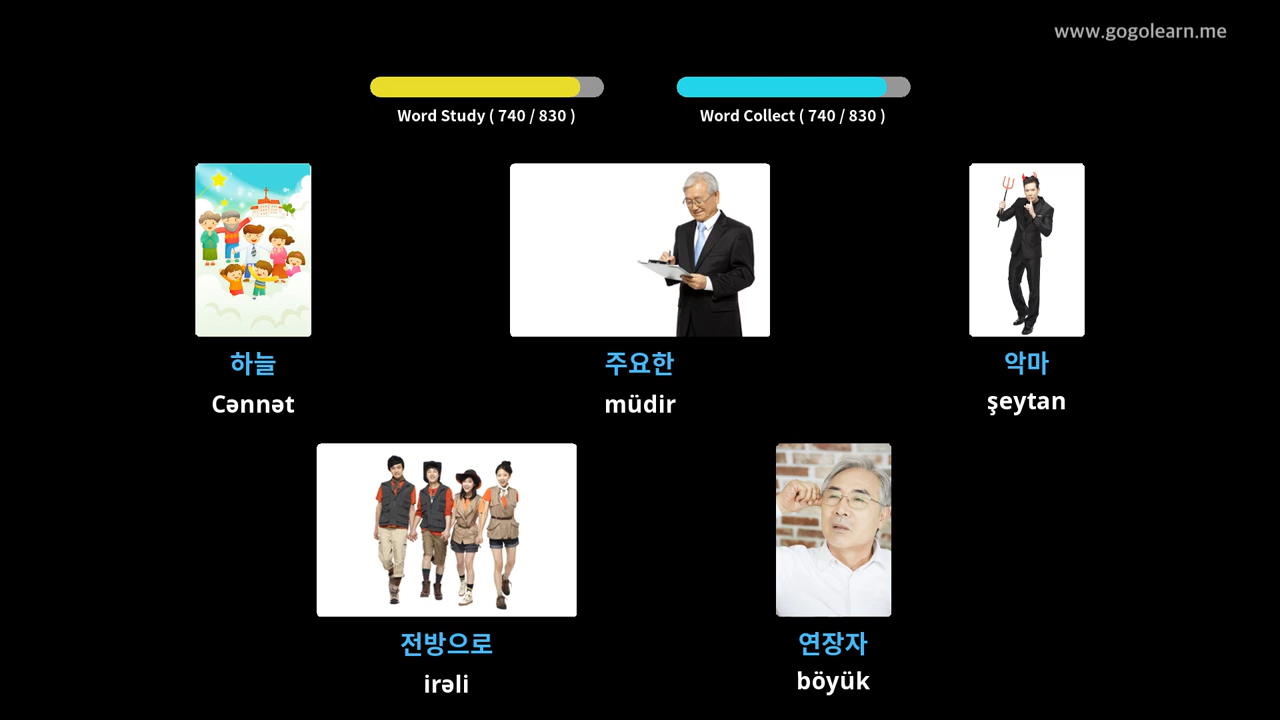 www.gogolearn.me
Word Study ( 740 / 830 )
Word Collect ( 740 / 830 )
하늘
Cənnət
주요한
müdir
악마
şeytan
전방으로
irəli
연장자
böyük